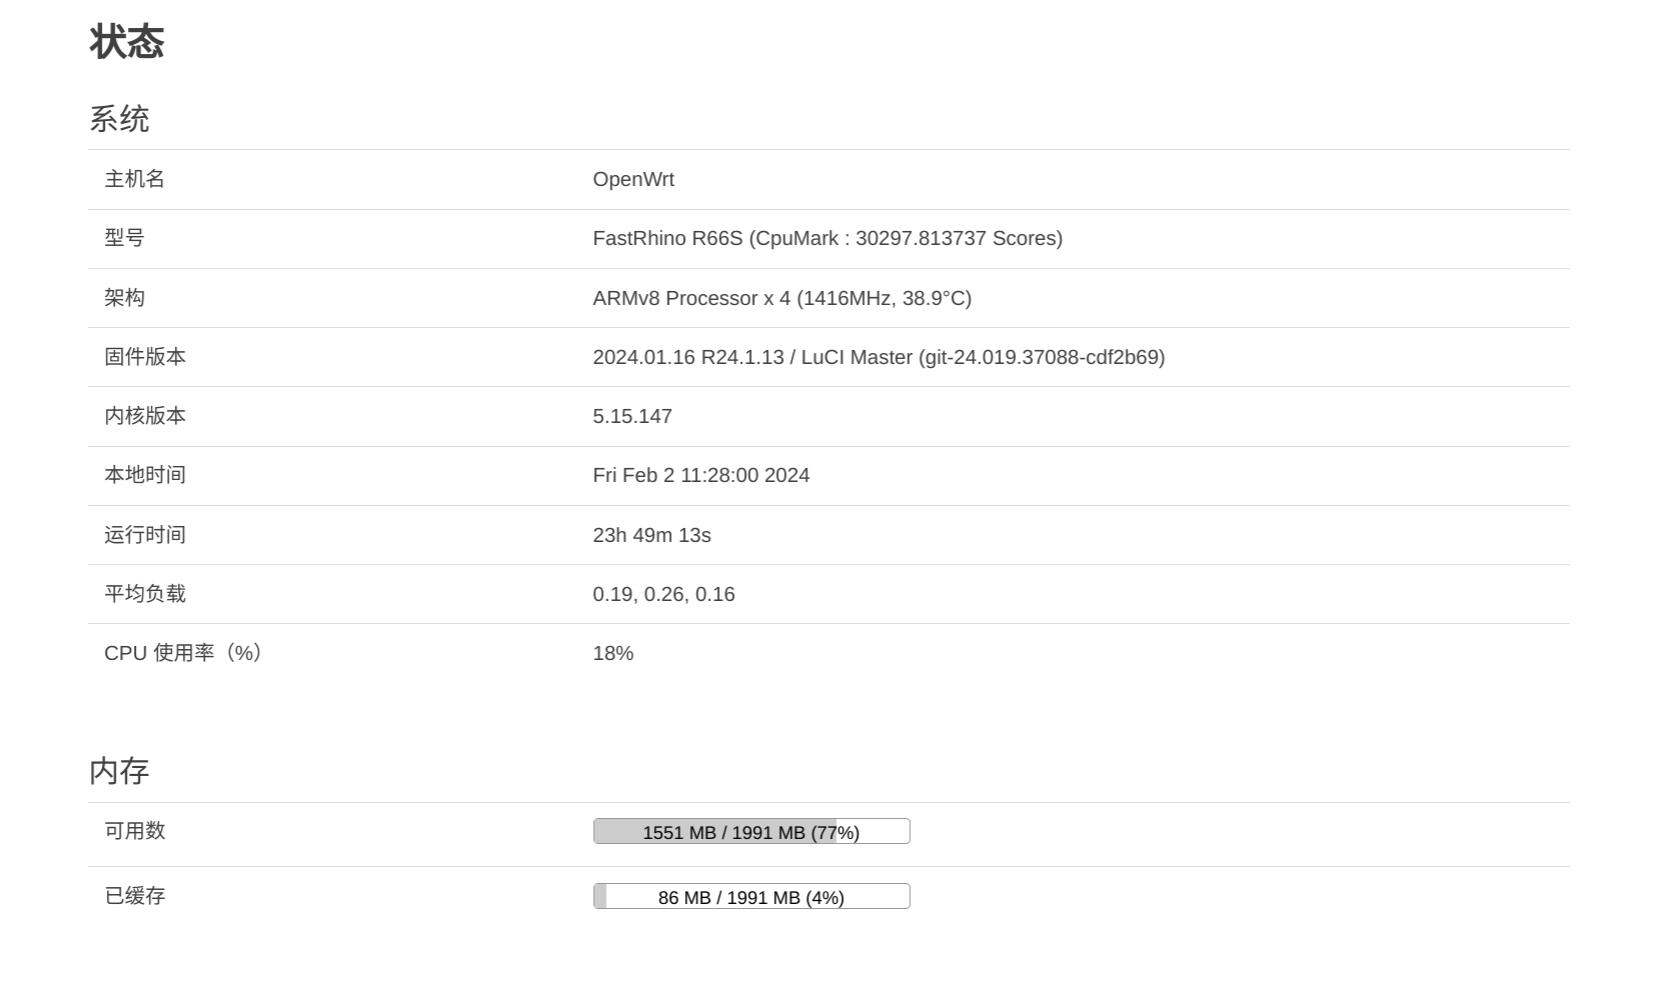 状态
系统
主机名 OpenWrt
型号 FastRhino R66S (CpuMark : 30297.813737 Scores)
架构 ARMv8 Processor x 4 (1416MHz, 38.9°C)
固件版本 2024.01.16 R24.1.13 / LuCI Master (git-24.019.37088-cdf2b69)
内核版本 5.15.147
本地时间 Fri Feb 2 11:28:00 2024
运行时间 23h 49m 13s
平均负载 0.19, 0.26, 0.16
CPU 使用率（%） 18%
内存
可用数 1551 MB / 1991 MB (77%)
已缓存 86 MB / 1991 MB (4%)